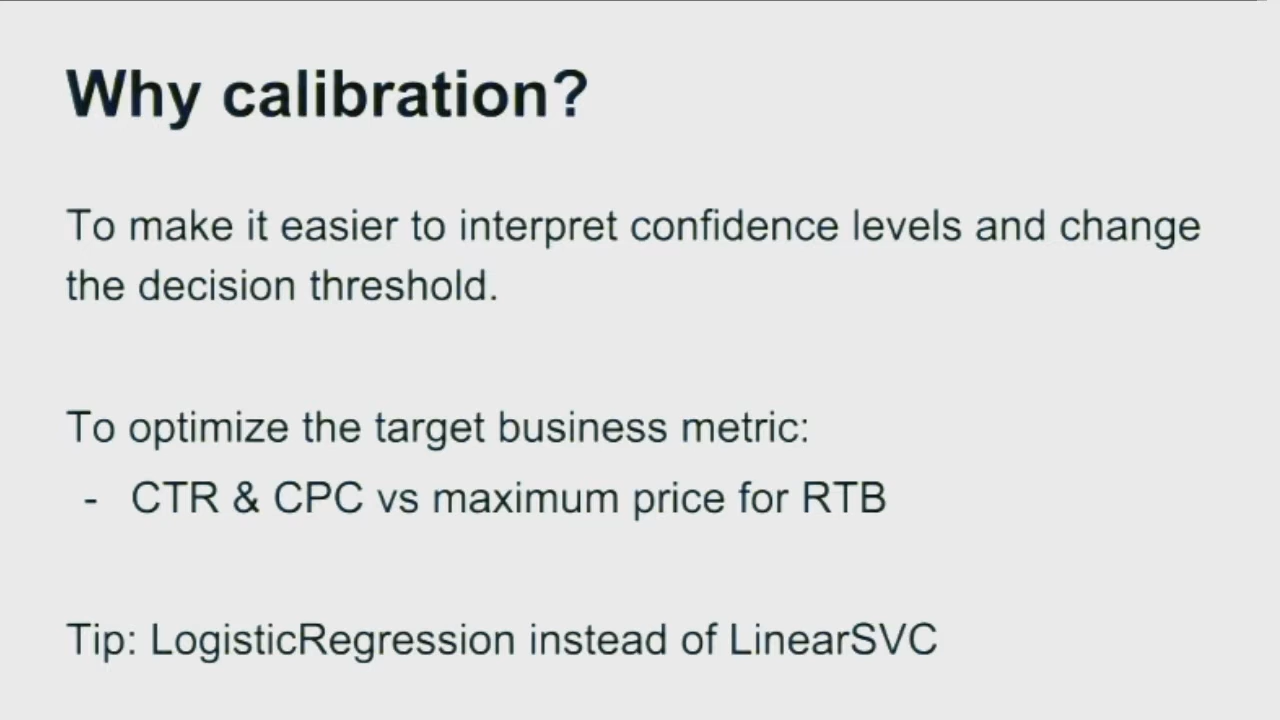 Why calibration?
To make it easier to interpret confidence levels and change
the decision threshold.
To optimize the target business metric:
- CTR & CPC vs maximum price for RTB
Tip: LogisticRegression instead of LinearSVC